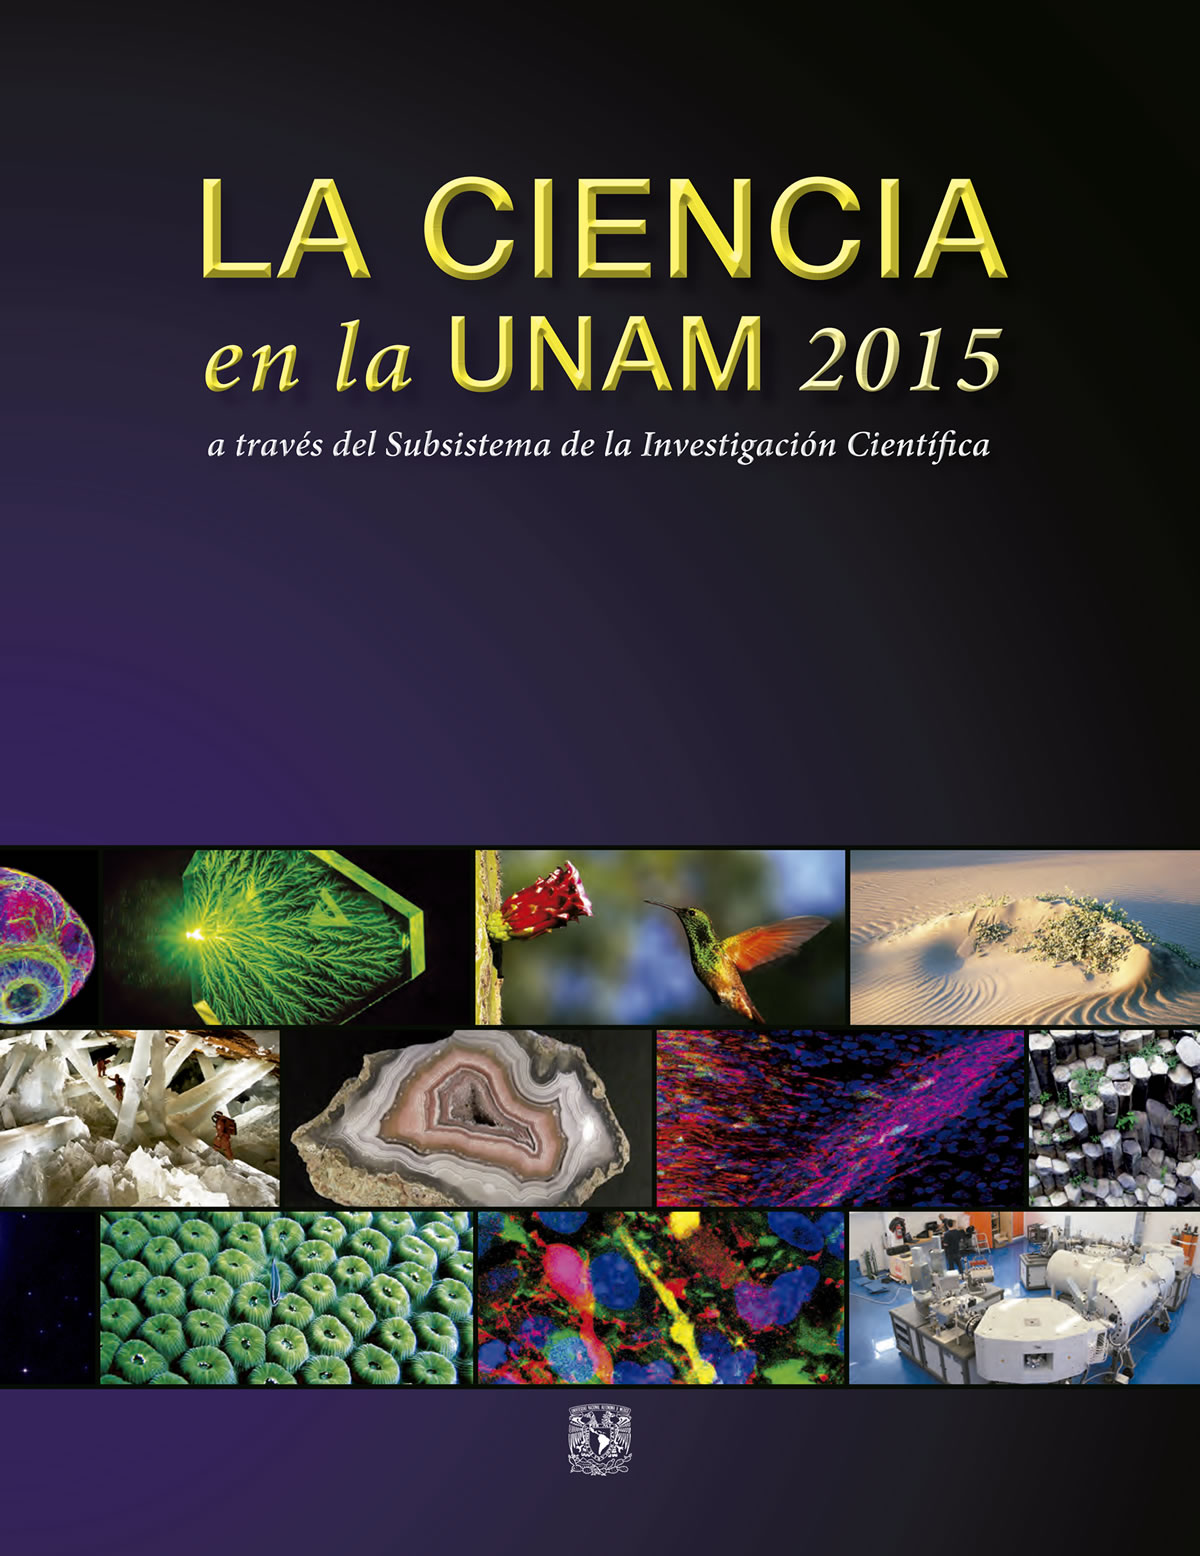 LA CIENCIA
en la UNAM 2015
a través del Subsistema de la Investigación Científica